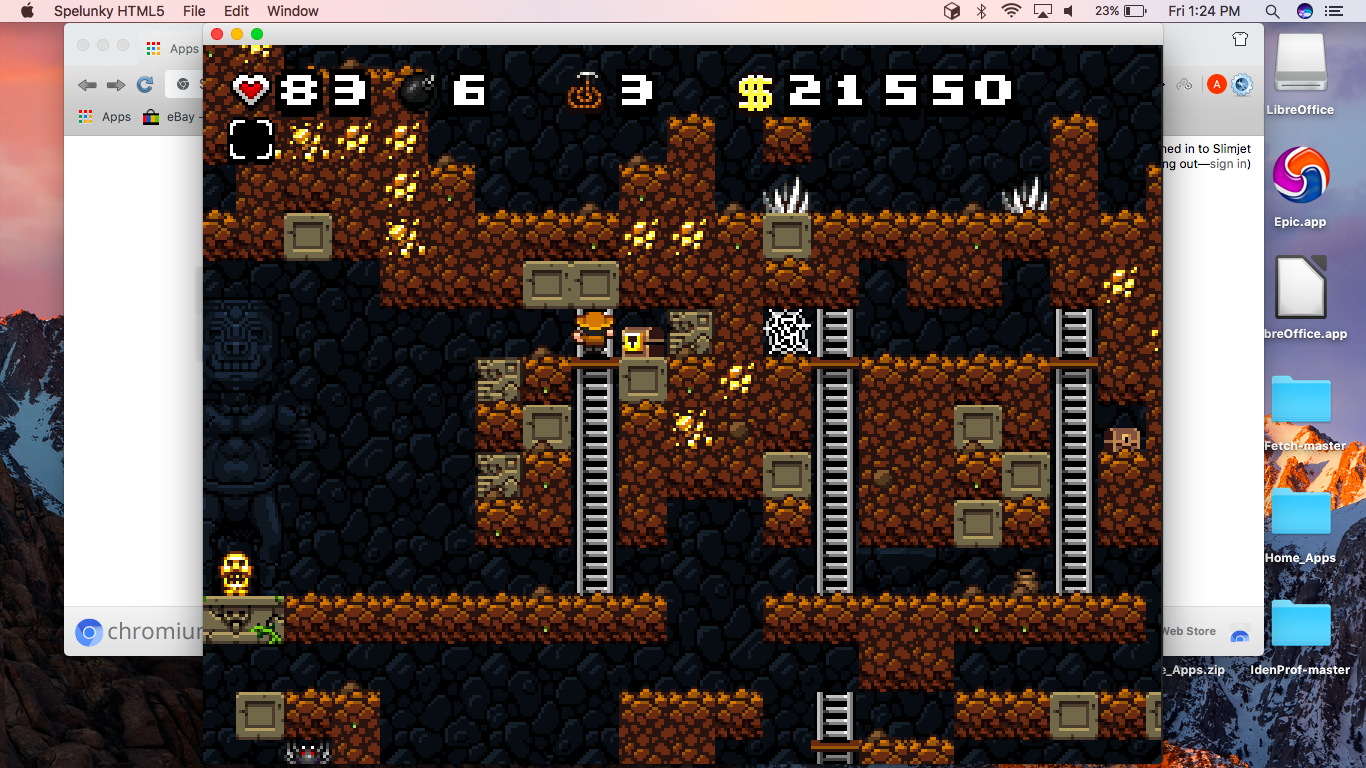 Spelunky HTML5 File Edit Window 23% Fri 1:24 PM
Apps
A
Apps eBay -
83 6 3 $ 21550
ned in to Slimjet
ng out—sign in)
LibreOffice
Epic.app
breOffice.app
Fetch-master
Home_Apps
chromium
Web Store
e_Apps.zip IdenProf-master